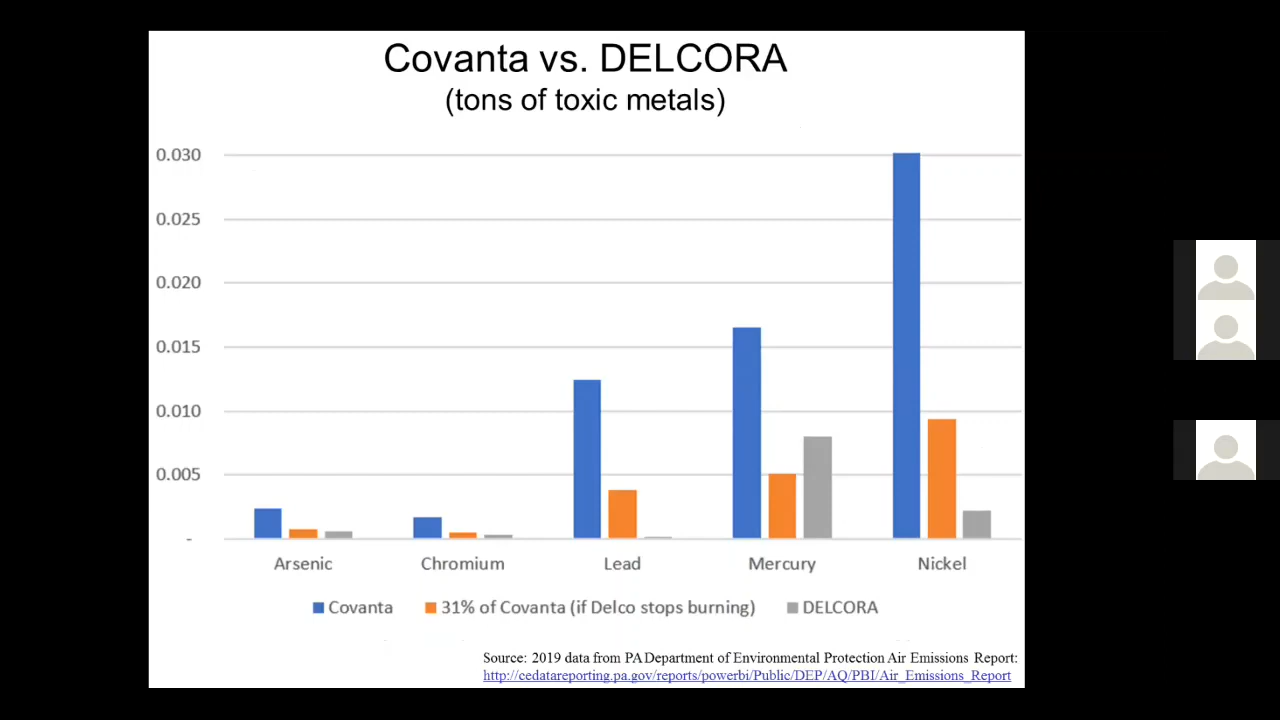 Covanta vs. DELCORA
(tons of toxic metals)
0.030
0.025
0.020
0.015
0.010
0.005
-
Arsenic Chromium Lead Mercury Nickel
Covanta 31% of Covanta (if Delco stops burning) DELCORA
Source: 2019 data from PA Department of Environmental Protection Air Emissions Report:
http://cedatareporting.pa.gov/reports/powerbi/Public/DEP/AQ/PBI/Air_Emissions_Report